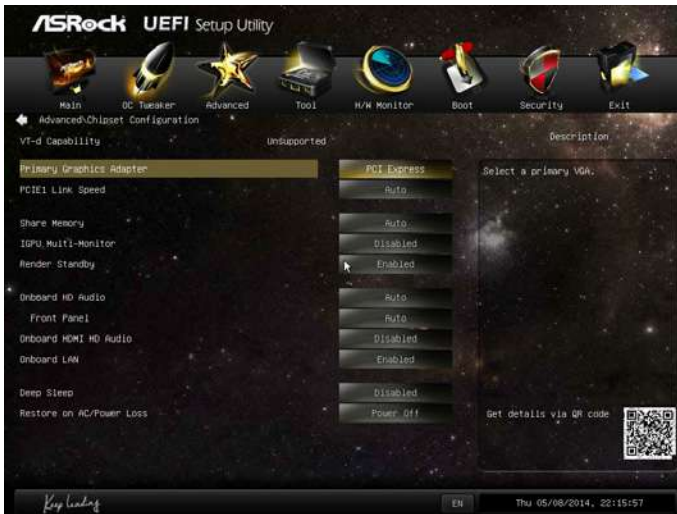 ASRock UEFI Setup Utility
Main OC Tweaker Advanced Tool H/W Monitor Boot Security Exit
Advanced\Chipset Configuration
Description
VT-d Capability Unsupported
Primary Graphics Adapter PCI Express
Select a primary VGA.
PCIE1 Link Speed Auto
Share Memory Auto
IGPU Multi-Monitor Disabled
Render Standby Enabled
Onboard HD Audio Auto
Front Panel Auto
Onboard HDMI HD Audio Disabled
Onboard LAN Enabled
Deep Sleep Disabled
Restore on AC/Power Loss Power Off
Get details via QR code
Keep Leading
EN
Thu 05/08/2014, 22:15:57